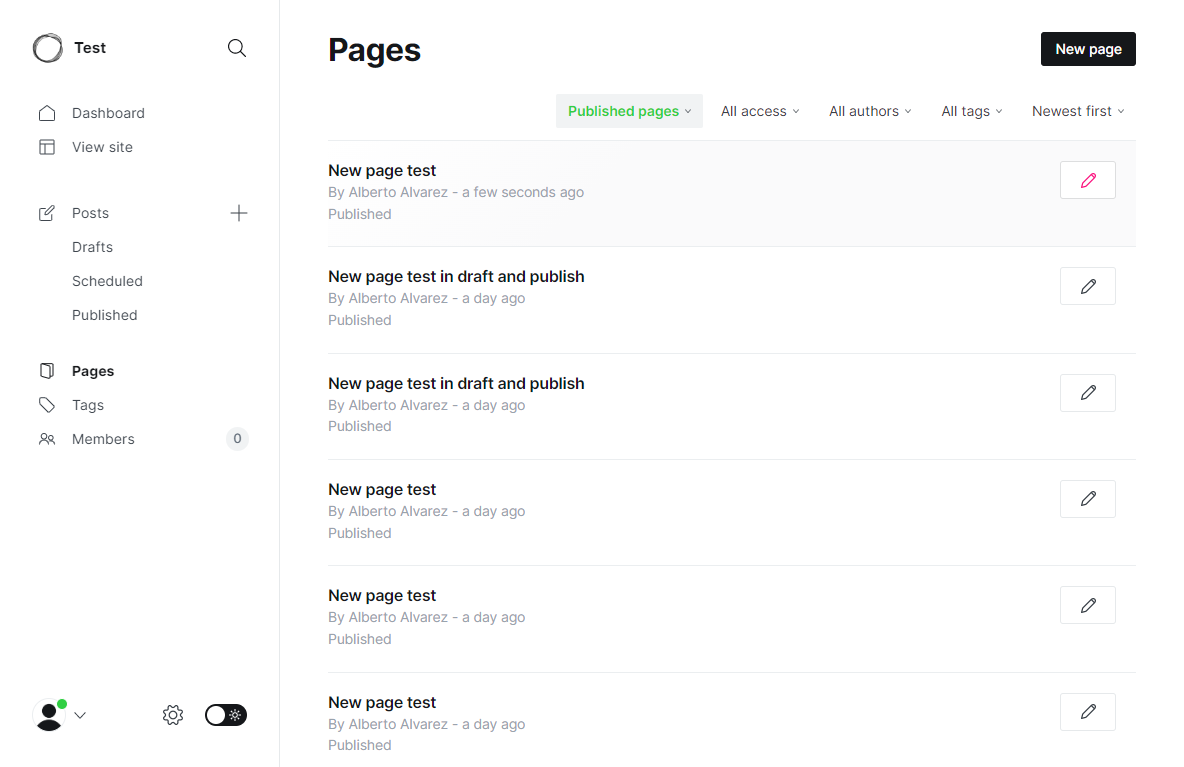 Test
Dashboard
View site
Posts
Drafts
Scheduled
Published
Pages
Tags
Members 0
Pages
New page
Published pages All access All authors All tags Newest first
New page test
By Alberto Alvarez - a few seconds ago
Published
New page test in draft and publish
By Alberto Alvarez - a day ago
Published
New page test in draft and publish
By Alberto Alvarez - a day ago
Published
New page test
By Alberto Alvarez - a day ago
Published
New page test
By Alberto Alvarez - a day ago
Published
New page test
By Alberto Alvarez - a day ago
Published